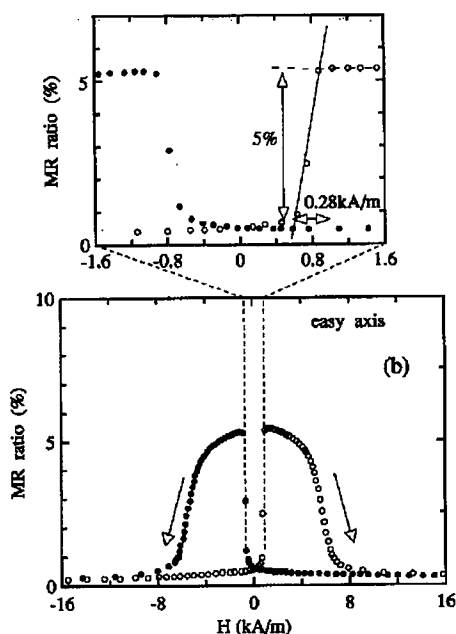 MR ratio (%)
5
0
5%
0.28kA/m
-1.6
-0.8
0
0.8
1.6
MR ratio (%)
10
5
0
easy axis
(b)
-16
-8
0
8
16
H (kA/m)